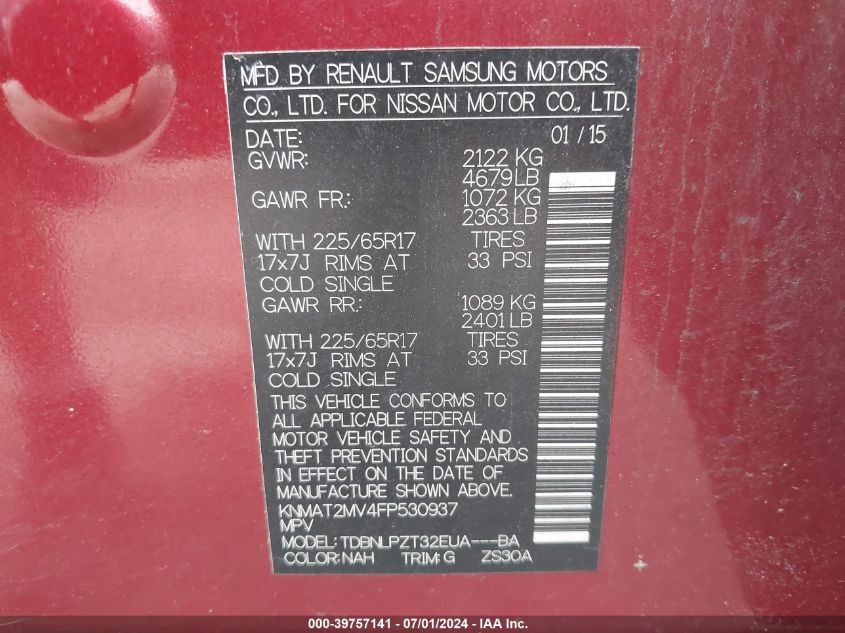 MFD BY RENAULT SAMSUNG MOTORS
CO., LTD. FOR NISSAN MOTOR CO., LTD.
DATE: 01 / 15
GVWR: 2122 KG
4679 LB
GAWR FR.: 1072 KG
2363 LB
WITH 225/65R17 TIRES
17x7J RIMS AT 33 PSI
COLD SINGLE
GAWR RR.: 1089 KG
2401 LB
WITH 225/65R17 TIRES
17x7J RIMS AT 33 PSI
COLD SINGLE
THIS VEHICLE CONFORMS TO
ALL APPLICABLE FEDERAL
MOTOR VEHICLE SAFETY AND
THEFT PREVENTION STANDARDS
IN EFFECT ON THE DATE OF
MANUFACTURE SHOWN ABOVE.
KNMAT2MV4FP530937
MPV
MODEL: TDBNLPZT32EUA---BA
COLOR: NAH TRIM: G ZS30A
000-39757141 - 07/01/2024 - IAA Inc.